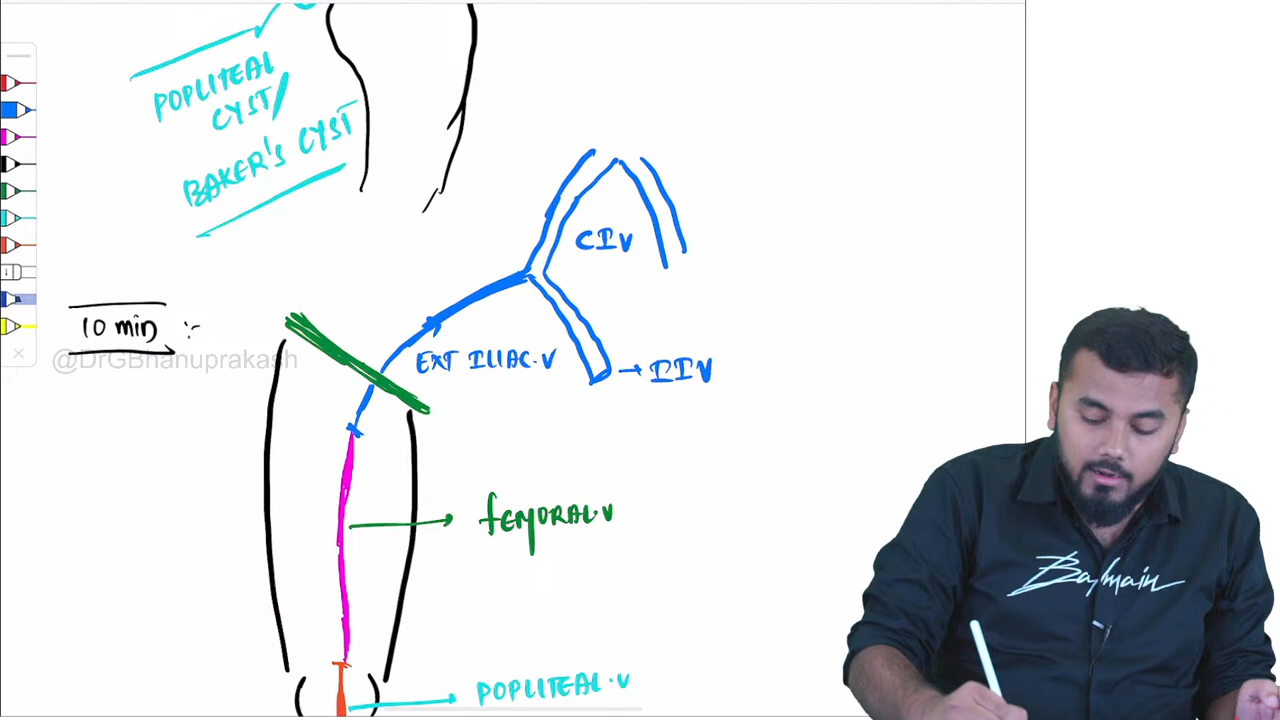 POPLITEAL
CYST/
BAKER'S CYST
CIV
10 min :-
@DrGBhanuprakash
EXT ILIAC.V
→ IIV
femoral.v
Balmain
POPLITEAL.V